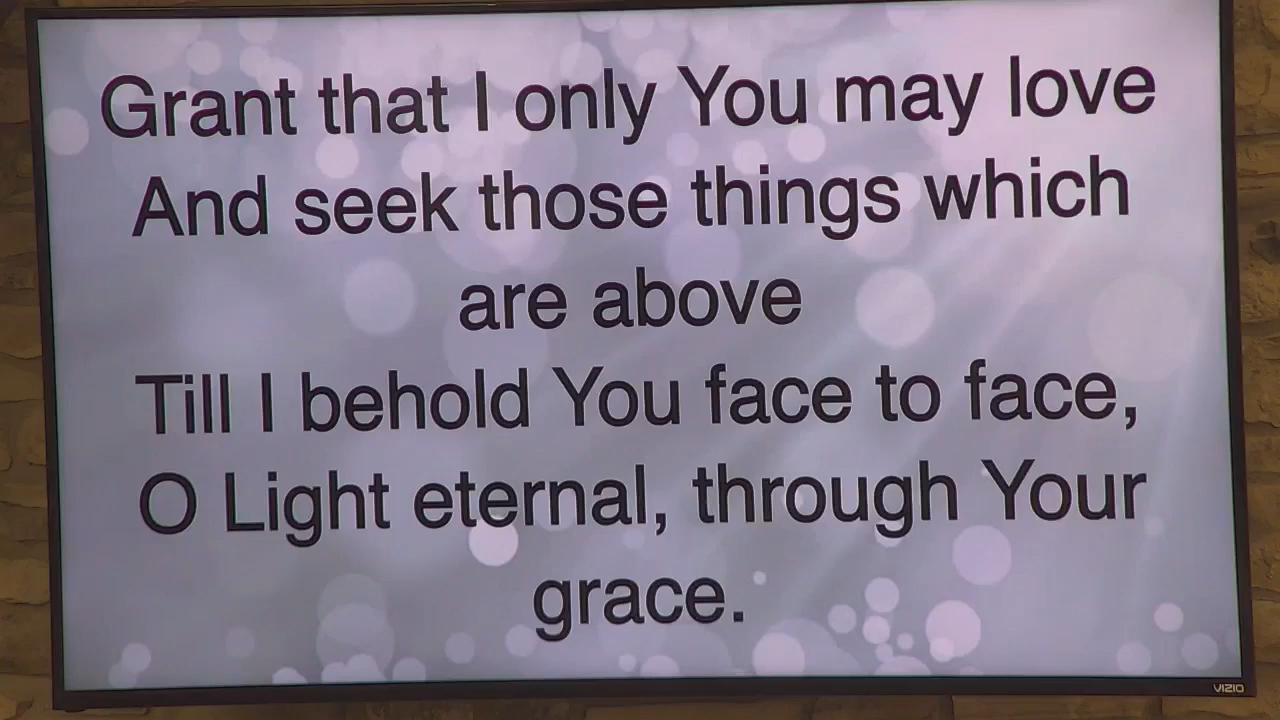 Grant that I only You may love
And seek those things which
are above
Till I behold You face to face,
O Light eternal, through Your
grace.
VIZIO